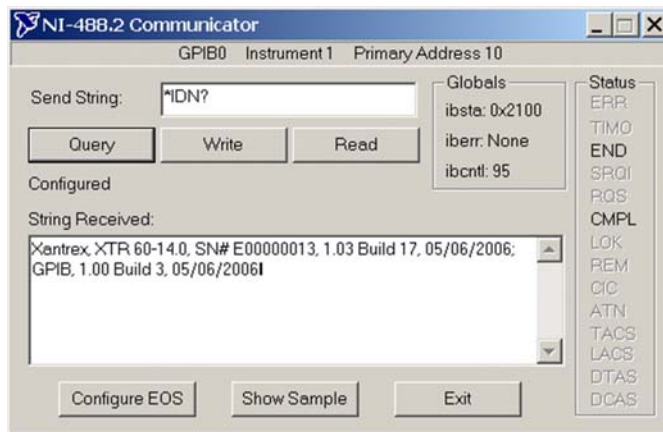 NI-488.2 Communicator
GPIB0 Instrument 1 Primary Address 10
Send String:
*IDN?
Query
Write
Read
Configured
String Received:
Xantrex, XTR 60-14.0, SN# E00000013, 1.03 Build 17, 05/06/2006;
GPIB, 1.00 Build 3, 05/06/2006
Configure EOS
Show Sample
Exit
Globals
ibsta: 0x2100
iberr: None
ibcntl: 95
Status
ERR
TIMO
END
SRQI
RQS
CMPL
LOK
REM
CIC
ATN
TACS
LACS
DTAS
DCAS